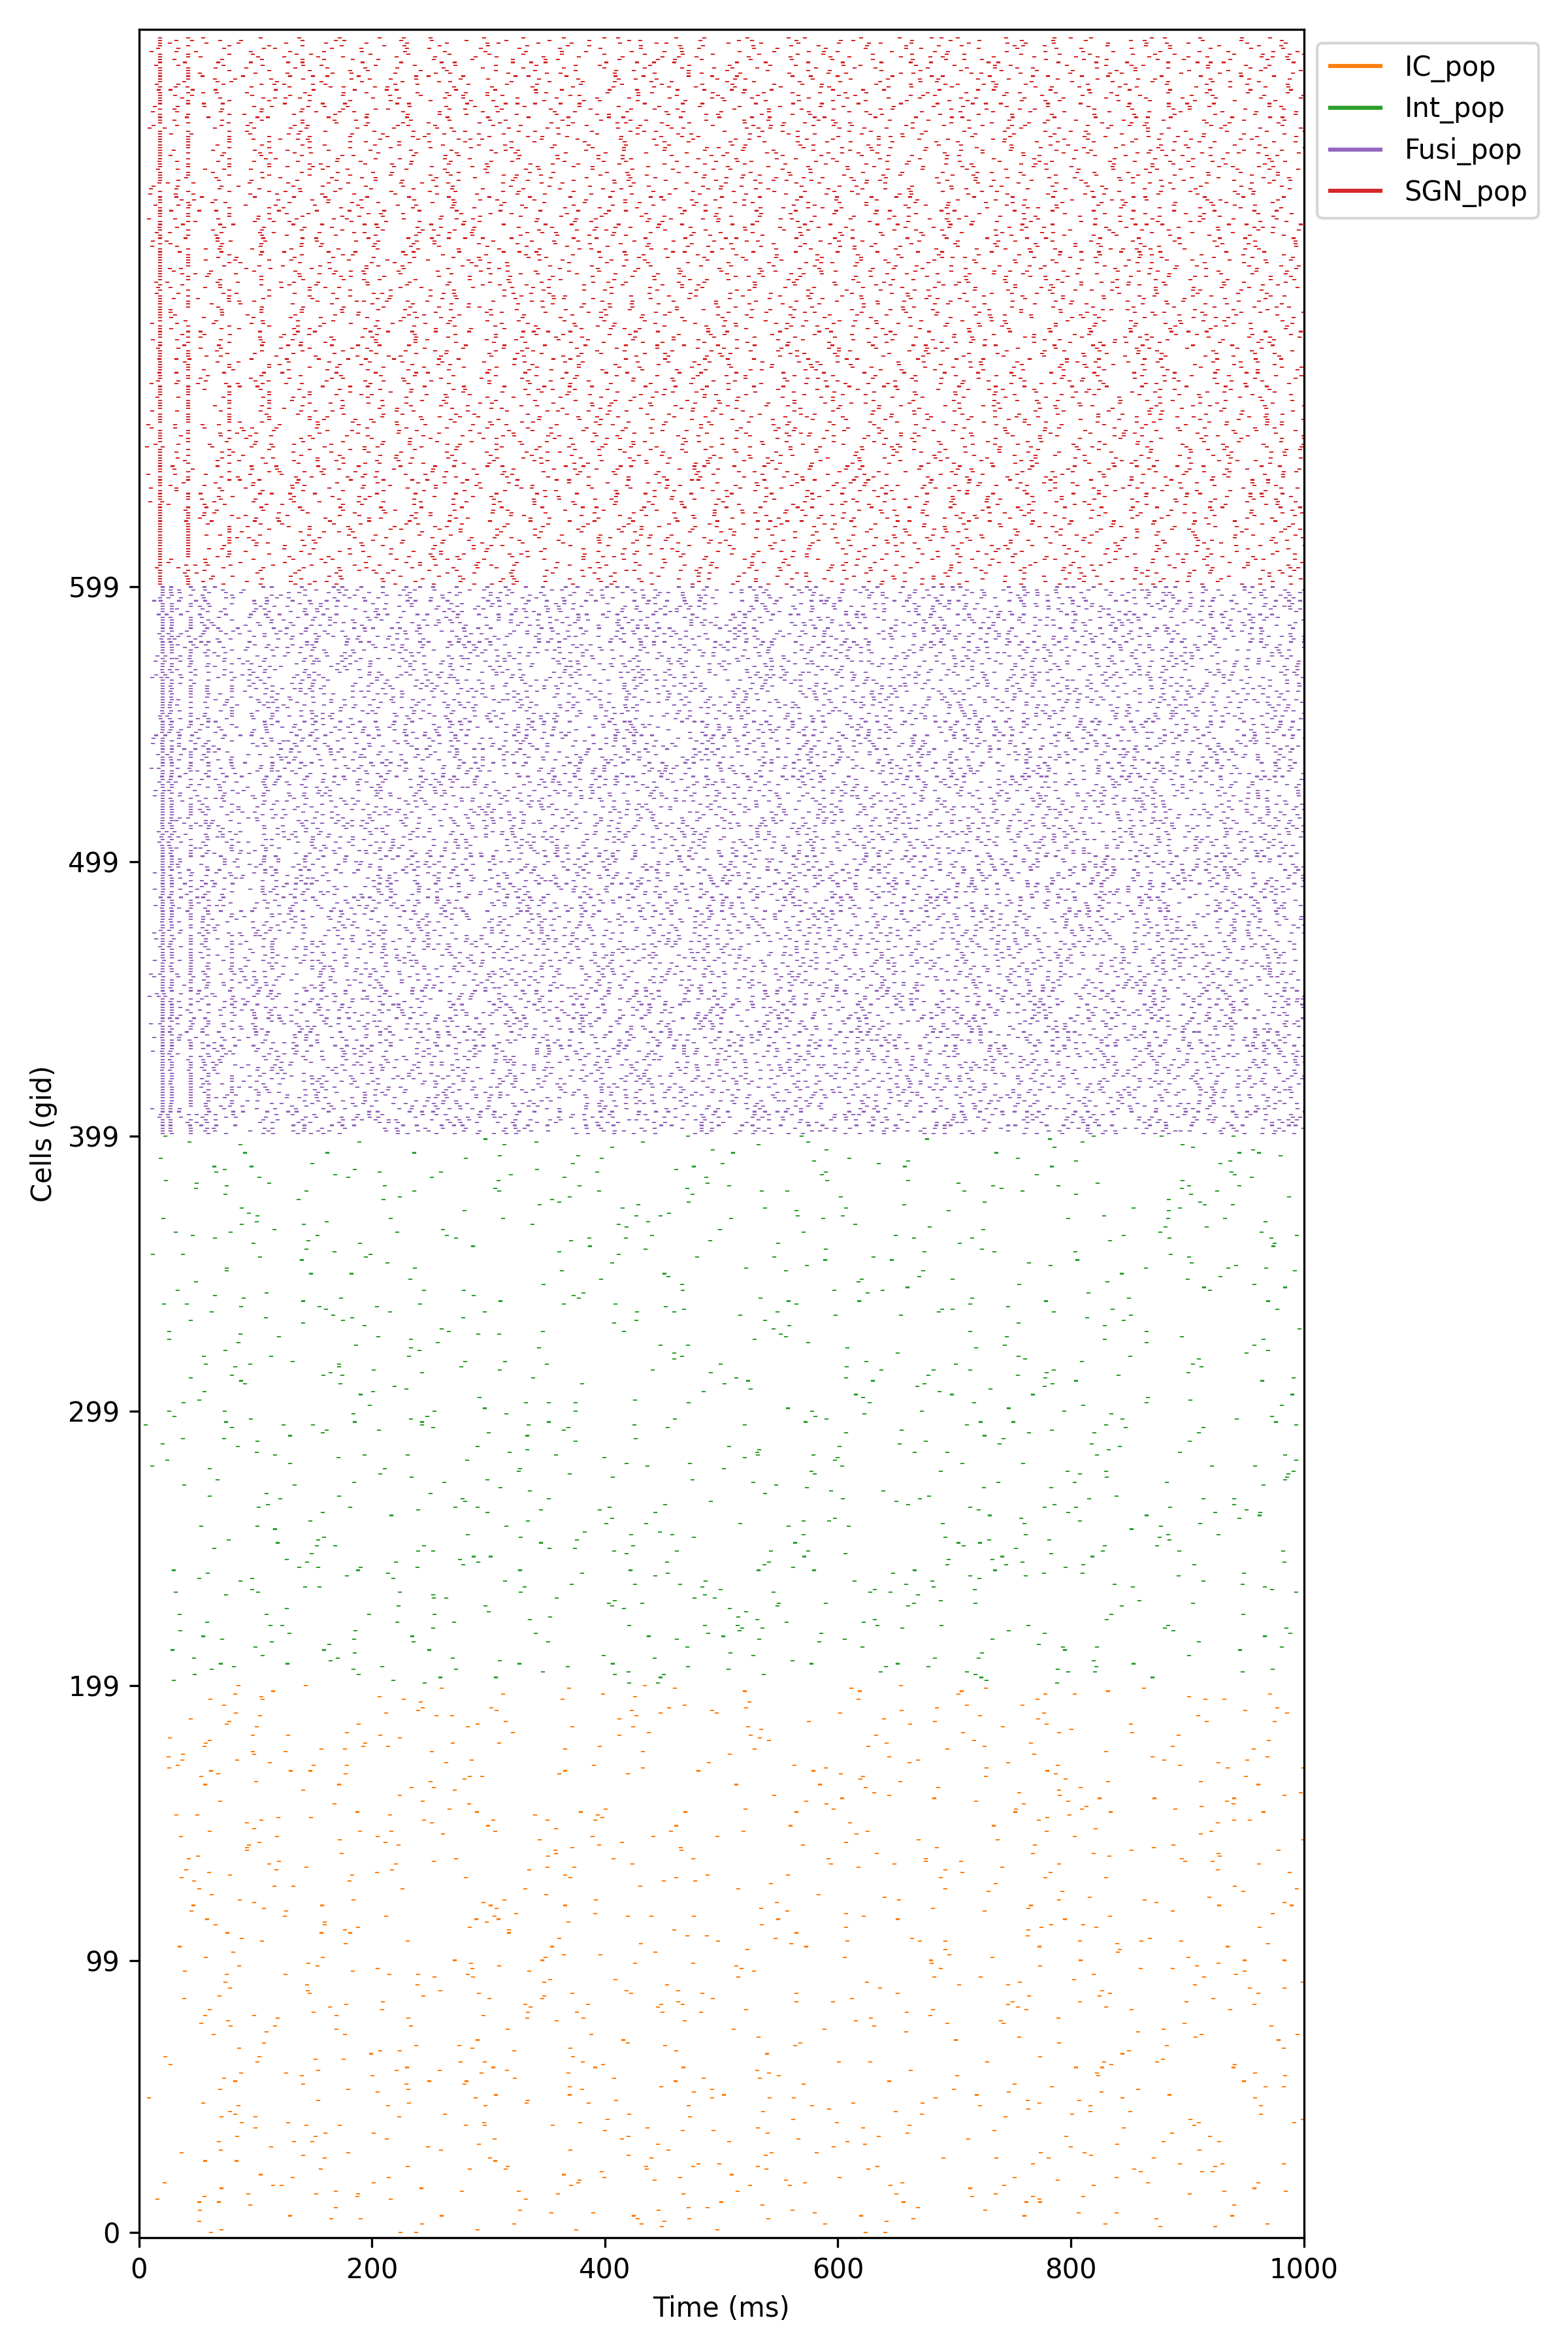 IC_pop
Int_pop
Fusi_pop
SGN_pop
599
499
399
299
199
99
0
Cells (gid)
0 200 400 600 800 1000
Time (ms)